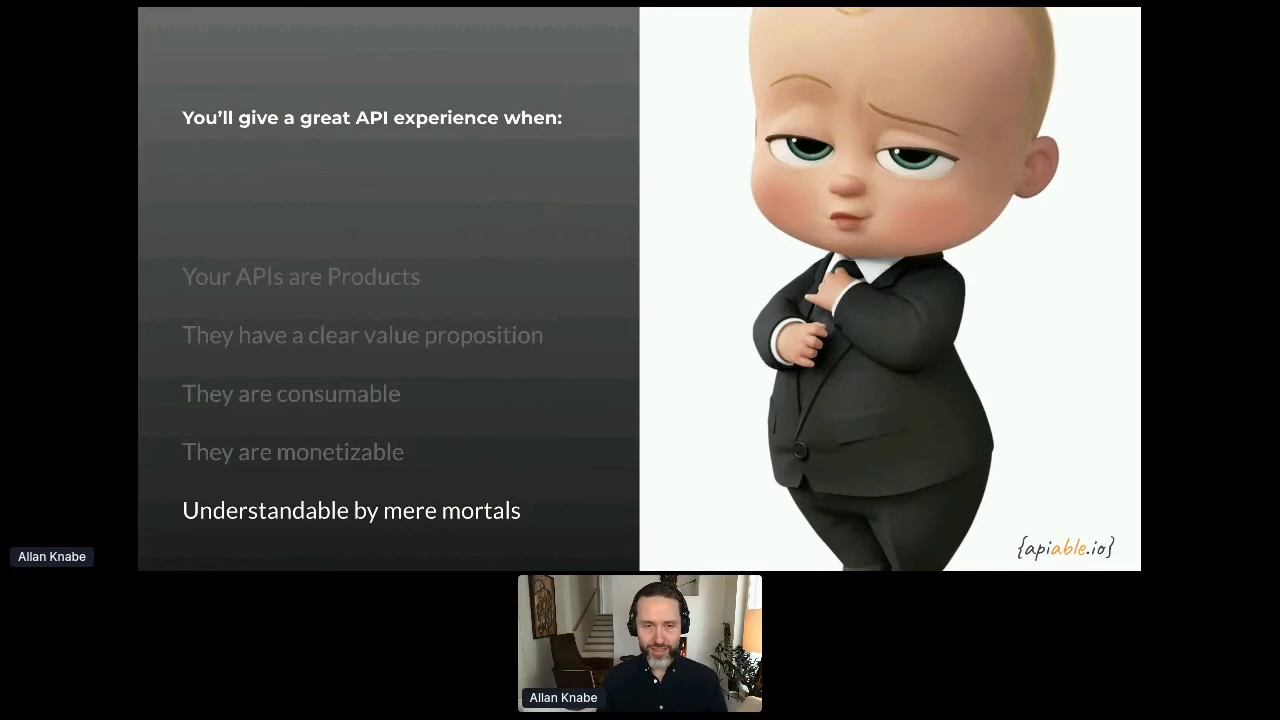 You’ll give a great API experience when:
Your APIs are Products
They have a clear value proposition
They are consumable
They are monetizable
Understandable by mere mortals
{apiable.io}
Allan Knabe
Allan Knabe